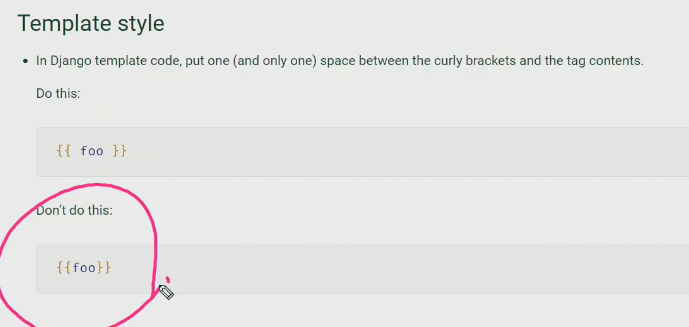 Template style
In Django template code, put one (and only one) space between the curly brackets and the tag contents.
Do this:
{{ foo }}
Don’t do this:
{{foo}}